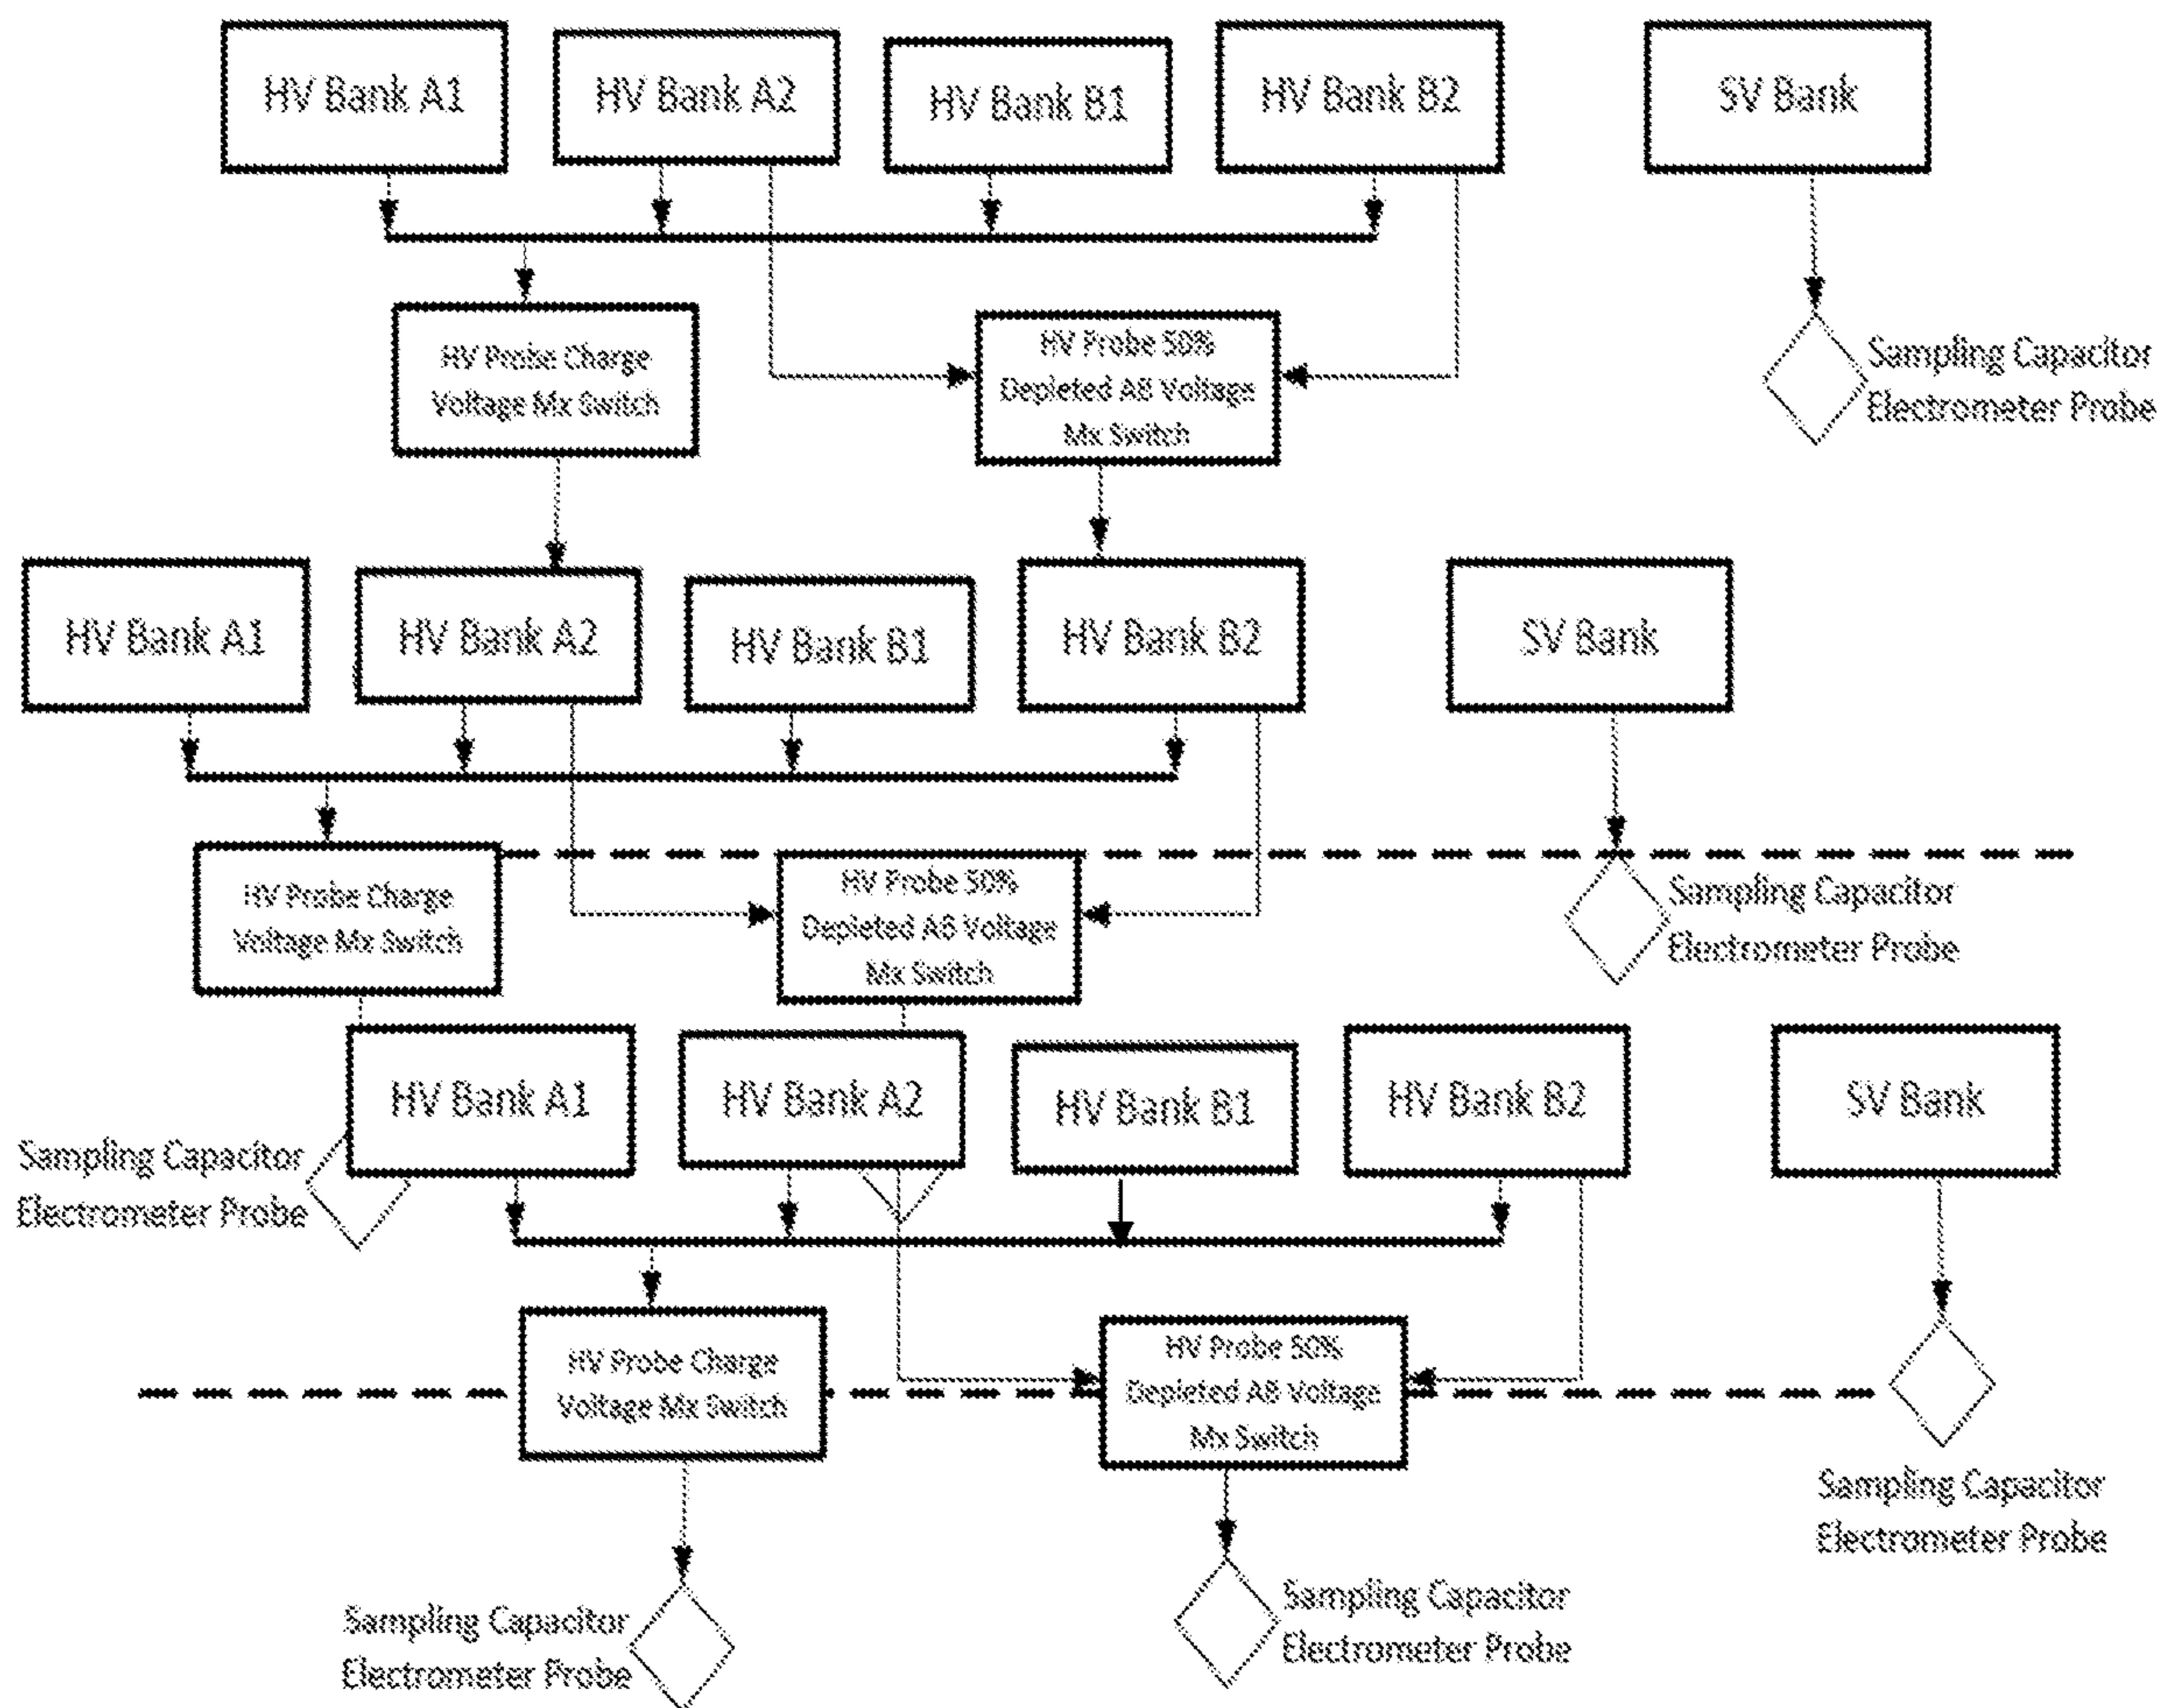 HV Bank A1
HV Bank A2
HV Bank B1
HV Bank B2
SV Bank
HV Probe Charge
Voltage Mx Switch
HV Probe 50%
Depleted AB Voltage
Mx Switch
Sampling Capacitor
Electrometer Probe
HV Bank A1
HV Bank A2
HV Bank B1
HV Bank B2
SV Bank
HV Probe Charge
Voltage Mx Switch
HV Probe 50%
Depleted AB Voltage
Mx Switch
Sampling Capacitor
Electrometer Probe
HV Bank A1
HV Bank A2
HV Bank B1
HV Bank B2
SV Bank
Sampling Capacitor
Electrometer Probe
HV Probe Charge
Voltage Mx Switch
HV Probe 50%
Depleted AB Voltage
Mx Switch
Sampling Capacitor
Electrometer Probe
Sampling Capacitor
Electrometer Probe
Sampling Capacitor
Electrometer Probe